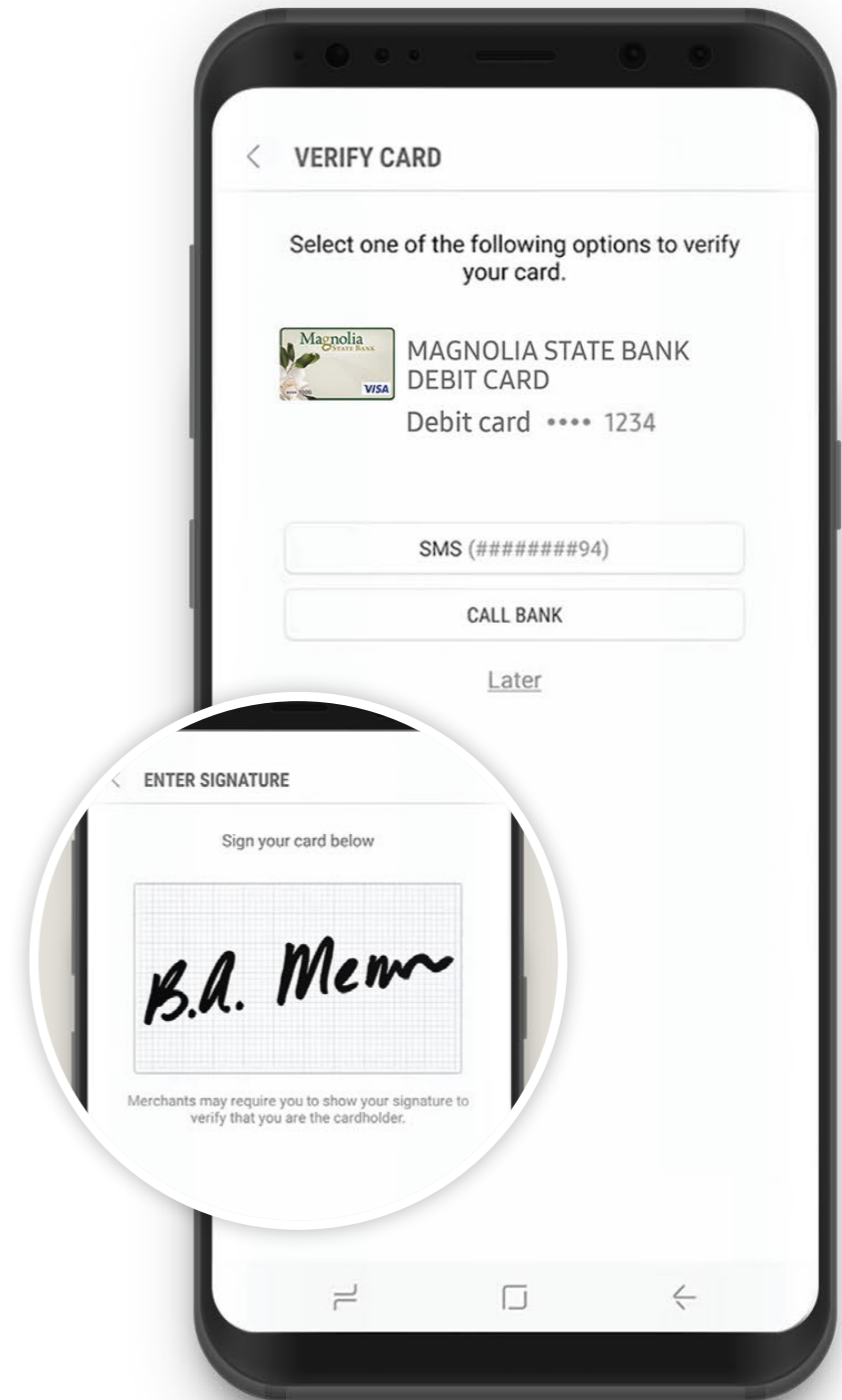 VERIFY CARD
Select one of the following options to verify
your card.
Magnolia
STATE BANK
VISA
MAGNOLIA STATE BANK
DEBIT CARD
Debit card •••• 1234
SMS (########94)
CALL BANK
Later
ENTER SIGNATURE
Sign your card below
B.A.
Merchants may require you to show your signature to
verify that you are the cardholder.